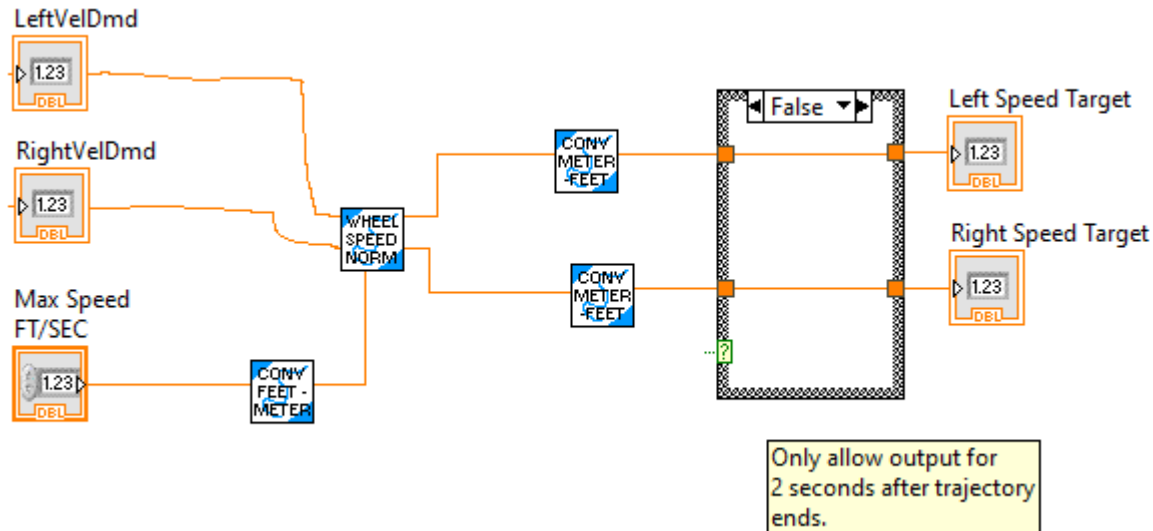 LeftVelDmd
1.23
DBL
RightVelDmd
1.23
DBL
Max Speed
FT/SEC
1.23
DBL
WHEEL
SPEED
NORM
CONV
FEET -
METER
CONV
METER
-FEET
CONV
METER
-FEET
False
?
Left Speed Target
1.23
DBL
Right Speed Target
1.23
DBL
Only allow output for
2 seconds after trajectory
ends.